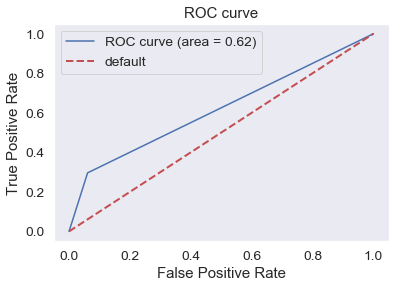 ROC curve
1.0
0.8
0.6
0.4
0.2
0.0
True Positive Rate
ROC curve (area = 0.62)
default
0.0 0.2 0.4 0.6 0.8 1.0
False Positive Rate